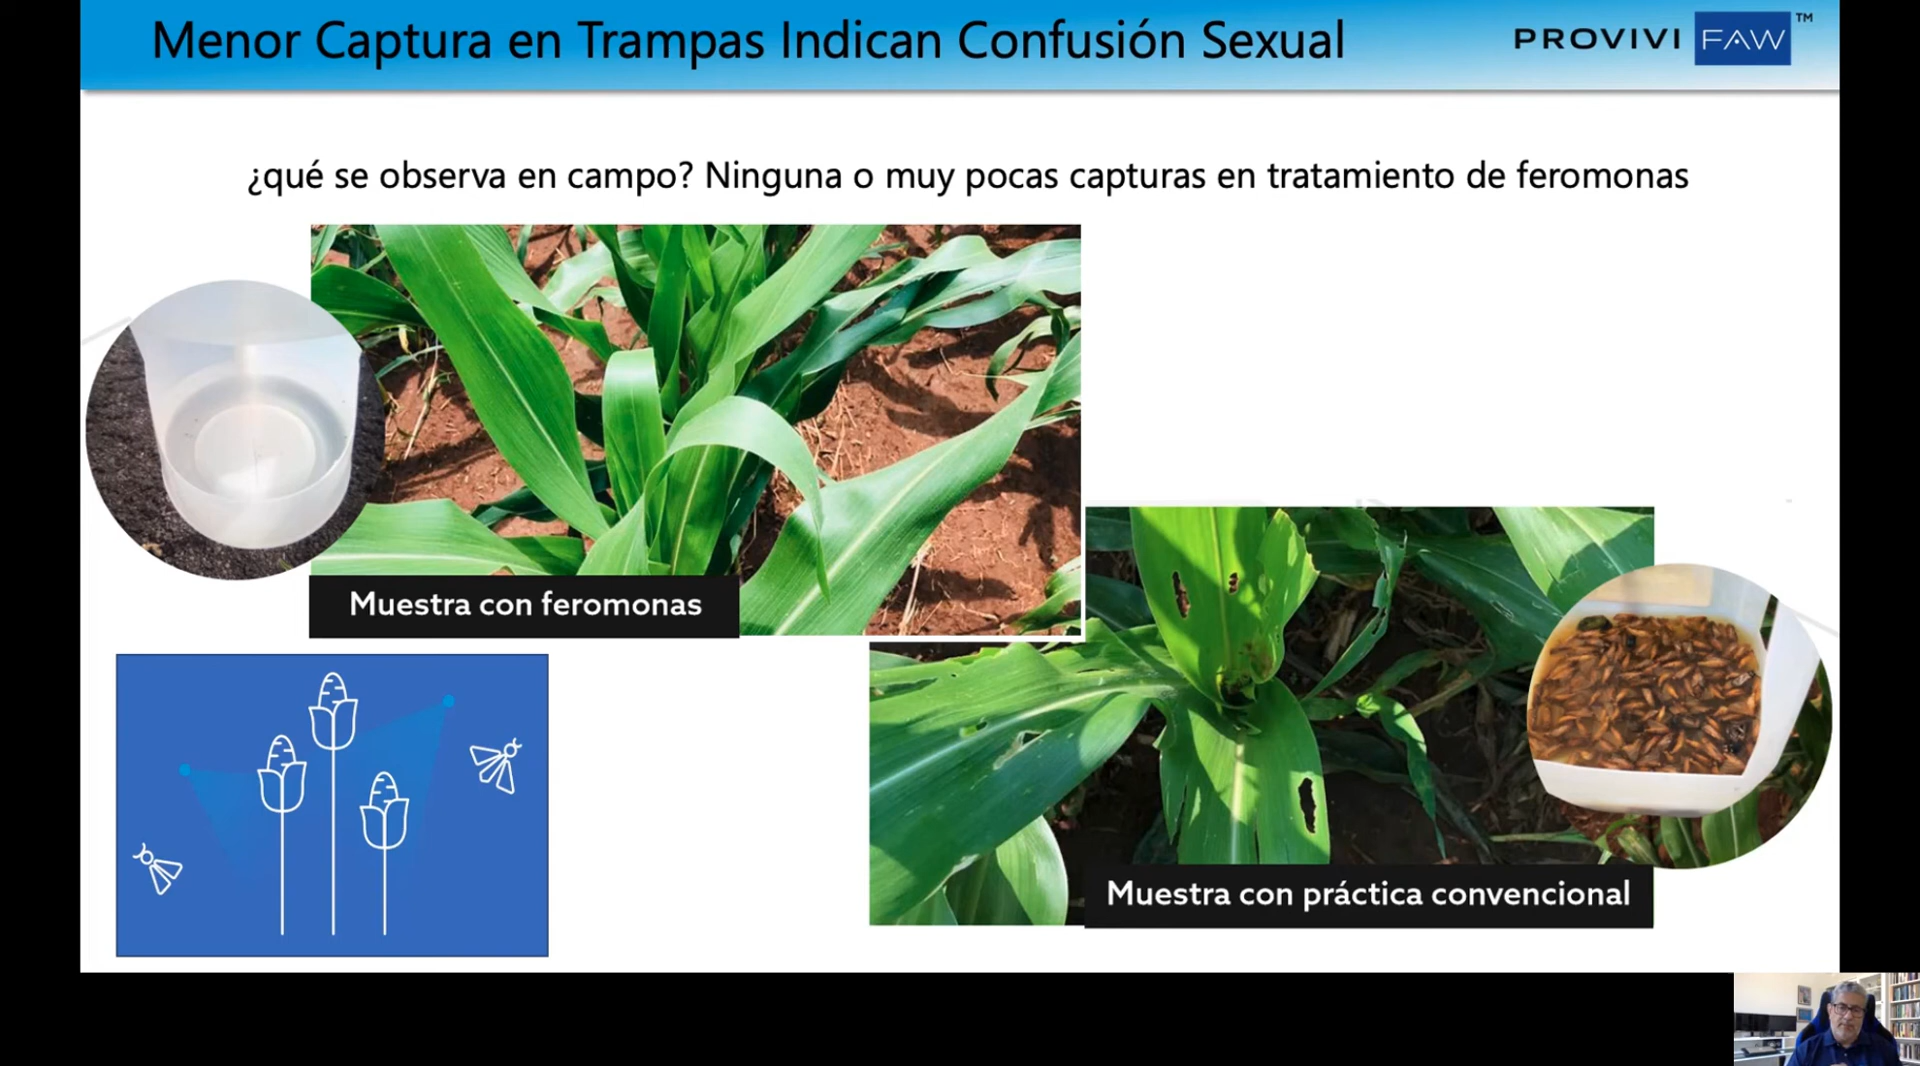 Menor Captura en Trampas Indican Confusión Sexual
PROVIVI FAW™
¿qué se observa en campo? Ninguna o muy pocas capturas en tratamiento de feromonas
Muestra con feromonas
Muestra con práctica convencional